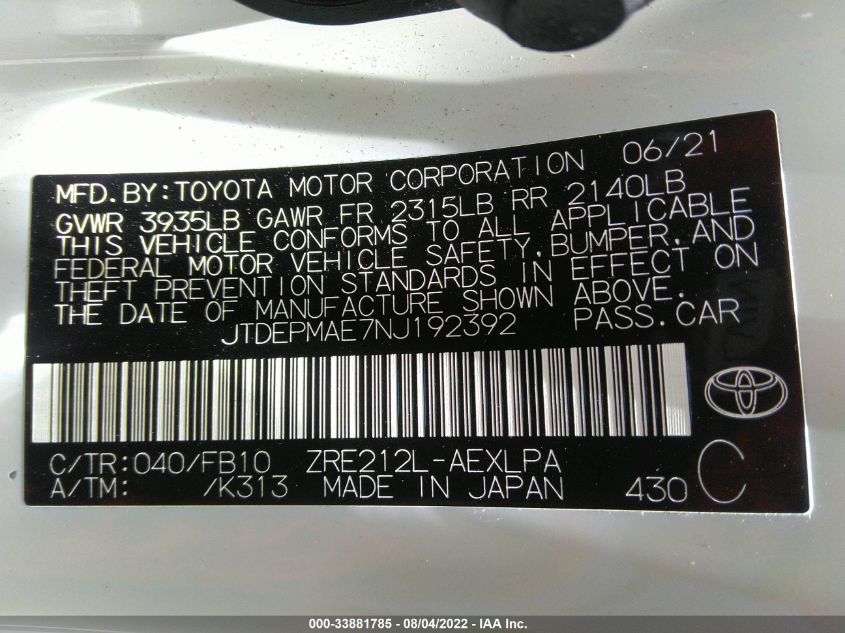 MFD. BY: TOYOTA MOTOR CORPORATION 06/21
GVWR 3935LB GAWR FR 2315LB RR 2140LB
THIS VEHICLE CONFORMS TO ALL APPLICABLE
FEDERAL MOTOR VEHICLE SAFETY, BUMPER, AND
THEFT PREVENTION STANDARDS IN EFFECT ON
THE DATE OF MANUFACTURE SHOWN ABOVE.
JTDEPMAE7NJ192392 PASS. CAR
C/TR: 040/FB10 ZRE212L-AEXLPA
A/TM: /K313 MADE IN JAPAN 430 C
000-33881785 - 08/04/2022 - IAA Inc.